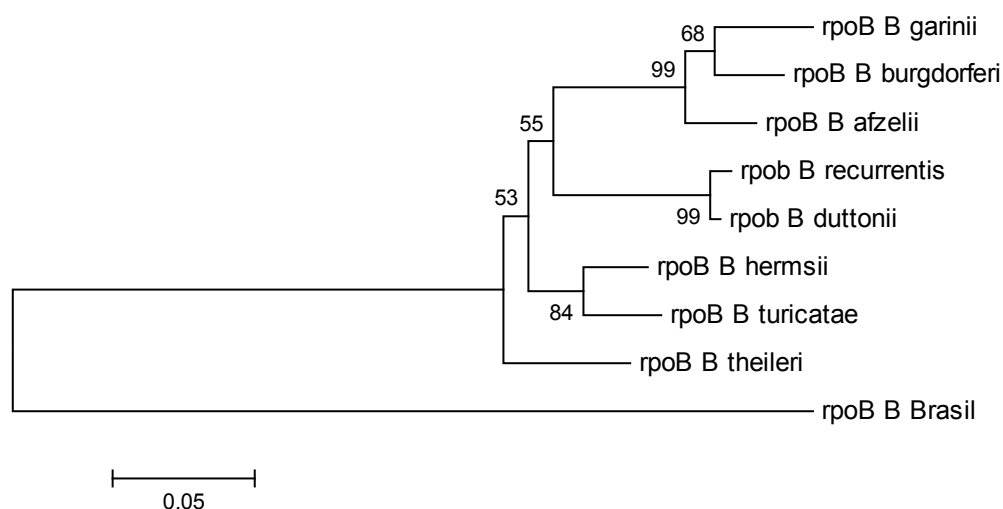 68
rpoB B garinii
99
rpoB B burgdorferi
rpoB B afzelii
55
rpob B recurrentis
53
99
rpob B duttonii
rpoB B hermsii
84
rpoB B turicatae
rpoB B theileri
rpoB B Brasil
0.05